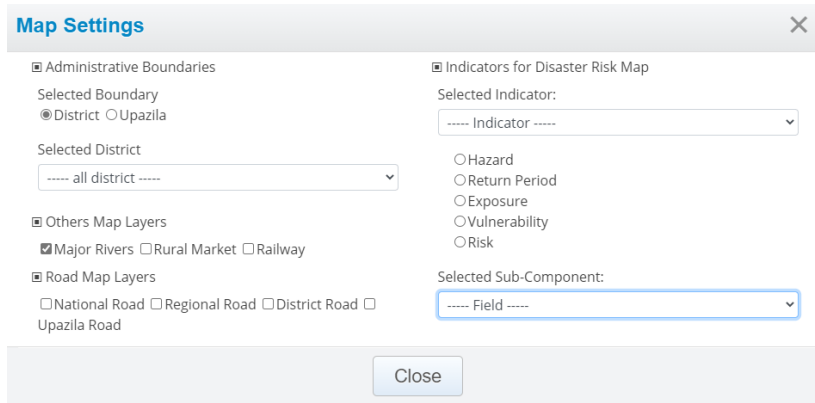 Map Settings
Administrative Boundaries
Selected Boundary
District Upazila
Selected District
----- all district -----
Others Map Layers
Major Rivers Rural Market Railway
Road Map Layers
National Road Regional Road District Road
Upazila Road
Indicators for Disaster Risk Map
Selected Indicator:
----- Indicator -----
Hazard
Return Period
Exposure
Vulnerability
Risk
Selected Sub-Component:
----- Field -----
Close